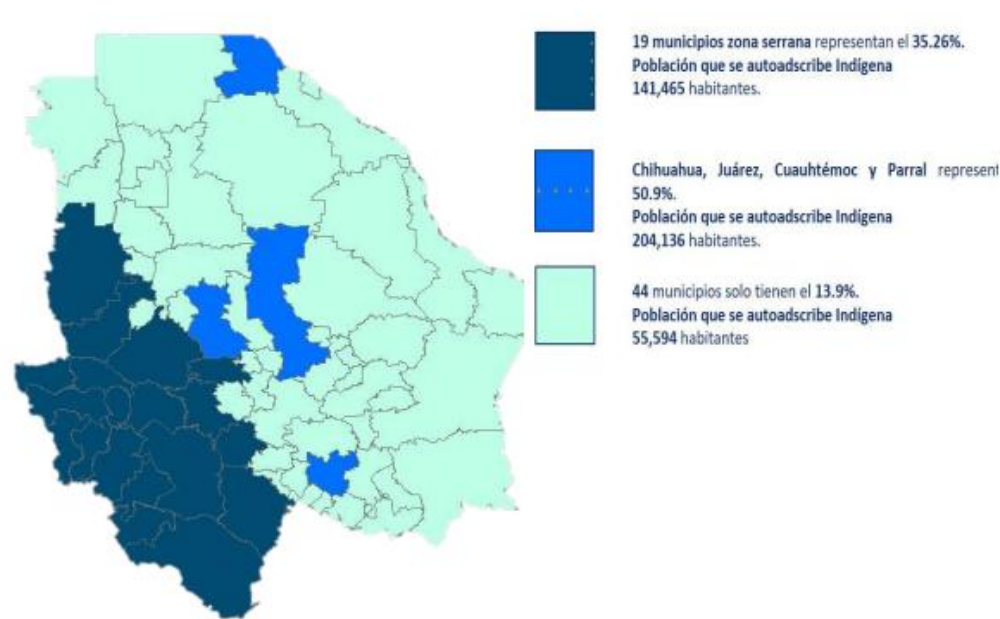 19 municipios zona serrana representan el 35.26%.
Población que se autoadscribe Indígena
141,465 habitantes.
Chihuahua, Juárez, Cuauhtémoc y Parral represent
50.9%.
Población que se autoadscribe Indígena
204,136 habitantes.
44 municipios solo tienen el 13.9%.
Población que se autoadscribe Indígena
55,594 habitantes